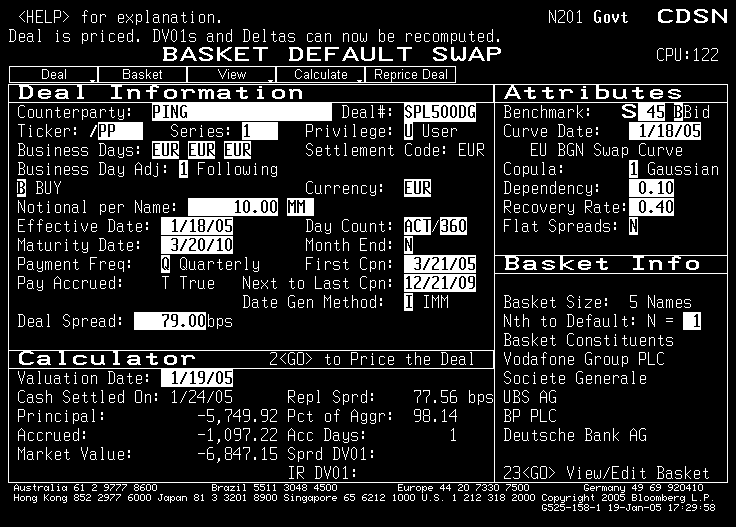 <HELP> for explanation. N201 Govt CDSN
Deal is priced. DV01s and Deltas can now be recomputed.
BASKET DEFAULT SWAP CPU:122
Deal Basket View Calculate Reprice Deal
Deal Information Attributes
Counterparty: PING Deal#: SPL500DG Benchmark: S 45 B Bid
Ticker: /PP Series: 1 Privilege: U User Curve Date: 1/18/05
Business Days: EUR EUR EUR Settlement Code: EUR EU BGN Swap Curve
Business Day Adj: 1 Following Copula: 1 Gaussian
B BUY Currency: EUR Dependency: 0.10
Notional per Name: 10.00 MM Recovery Rate: 0.40
Effective Date: 1/18/05 Day Count: ACT/360 Flat Spreads: N
Maturity Date: 3/20/10 Month End: N
Payment Freq: Q Quarterly First Cpn: 3/21/05 Basket Info
Pay Accrued: T True Next to Last Cpn: 12/21/09
Date Gen Method: I IMM Basket Size: 5 Names
Deal Spread: 79.00bps Nth to Default: N = 1
Basket Constituents
Calculator 2<GO> to Price the Deal Vodafone Group PLC
Valuation Date: 1/19/05 Societe Generale
Cash Settled On: 1/24/05 Repl Sprd: 77.56 bps UBS AG
Principal: -5,749.92 Pct of Aggr: 98.14 BP PLC
Accrued: -1,097.22 Acc Days: 1 Deutsche Bank AG
Market Value: -6,847.15 Sprd DV01:
IR DV01: 23<GO> View/Edit Basket
Australia 61 2 9777 8600 Brazil 5511 3048 4500 Europe 44 20 7330 7500 Germany 49 69 920410
Hong Kong 852 2977 6000 Japan 81 3 3201 8900 Singapore 65 6212 1000 U.S. 1 212 318 2000 Copyright 2005 Bloomberg L.P.
G525-158-1 19-Jan-05 17:29:58